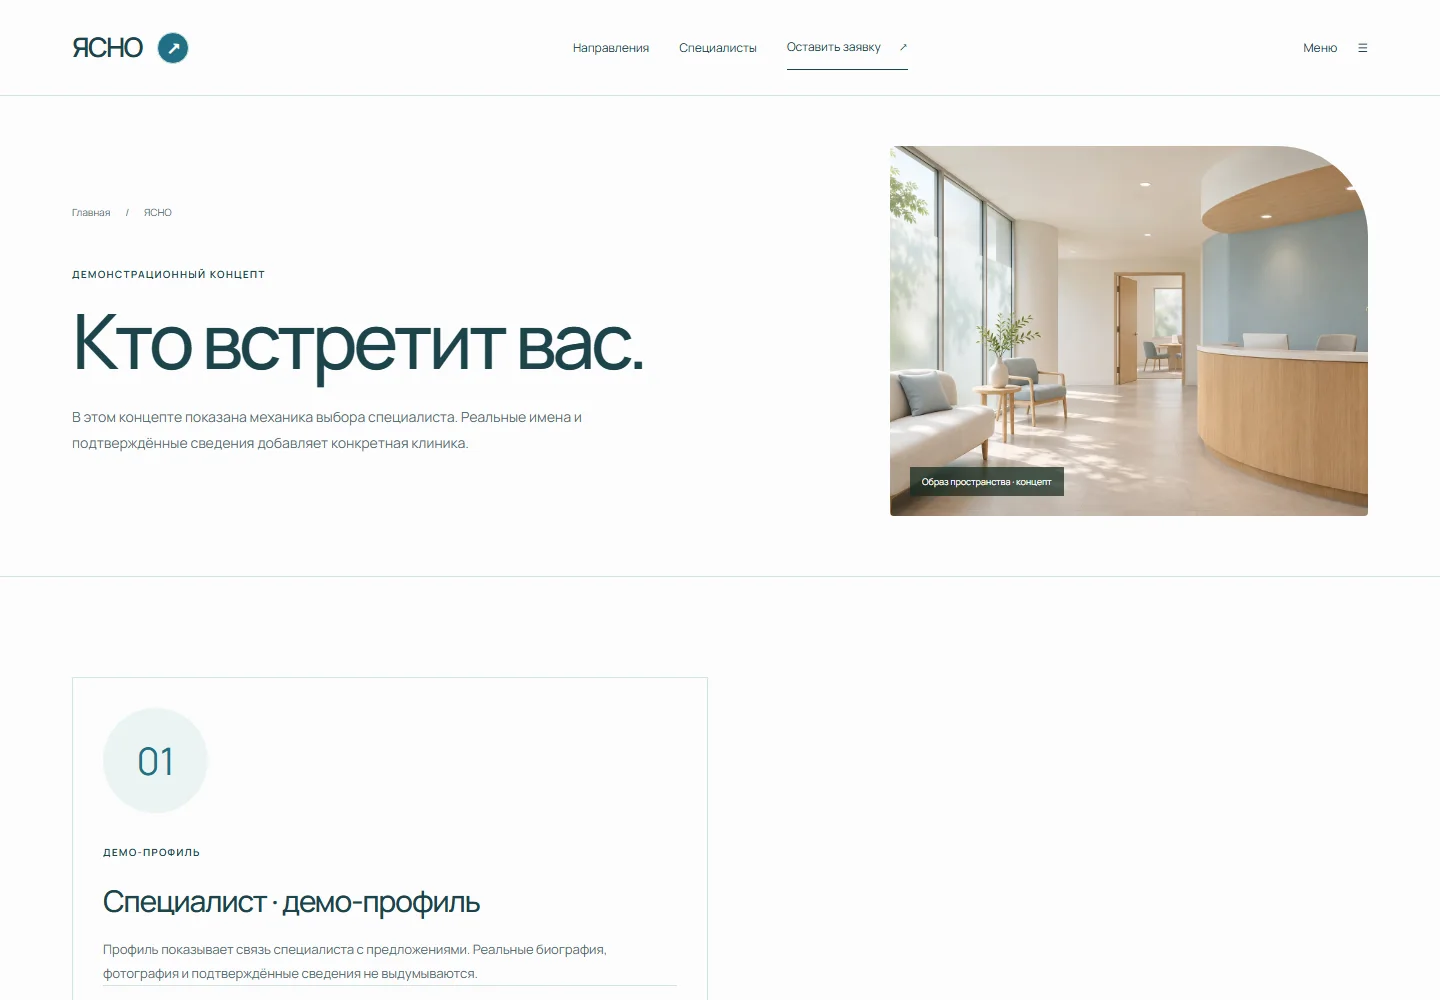 ЯСНО ↗
Направления
Специалисты
Оставить заявку ↗
Меню ☰
Главная / ЯСНО
ДЕМОНСТРАЦИОННЫЙ КОНЦЕПТ
Кто встретит вас.
В этом концепте показана механика выбора специалиста. Реальные имена и
подтверждённые сведения добавляет конкретная клиника.
Образ пространства · концепт
01
ДЕМО-ПРОФИЛЬ
Специалист · демо-профиль
Профиль показывает связь специалиста с предложениями. Реальные биография,
фотография и подтверждённые сведения не выдумываются.